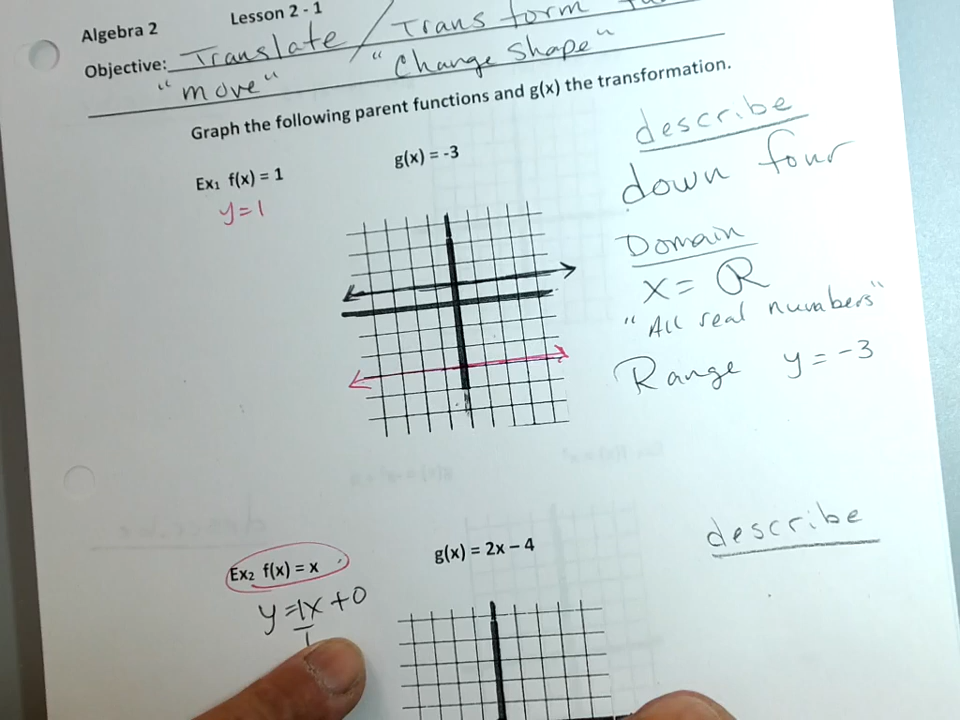 Algebra 2 Lesson 2 - 1
Objective: Translate / Transform
"move" "Change Shape"
Graph the following parent functions and g(x) the transformation.
describe
down four
Ex1 f(x) = 1 g(x) = -3
y=1
Domain
x = ℝ
"All real numbers"
Range y = -3
describe
Ex2 f(x) = x g(x) = 2x – 4
y=1x+0
1